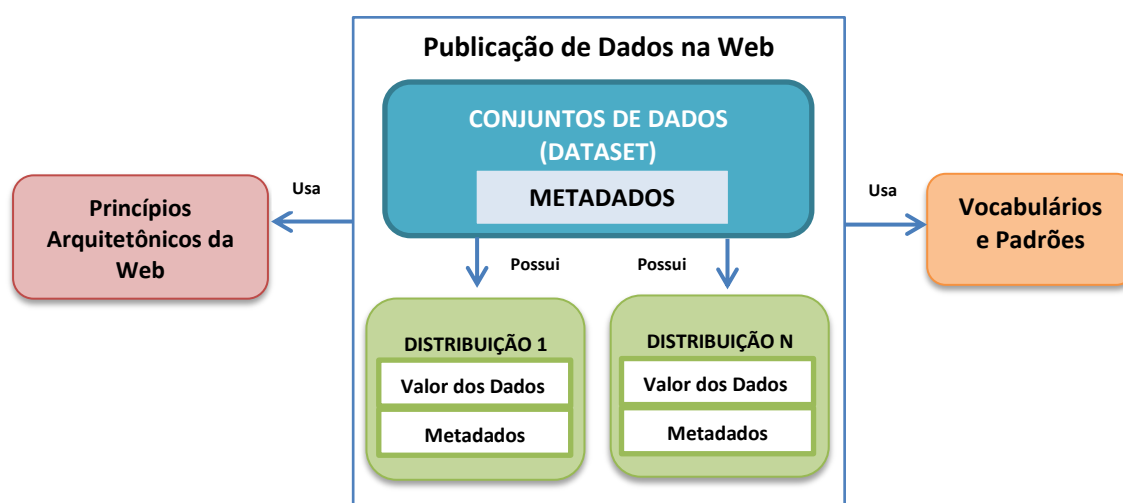 Publicação de Dados na Web
CONJUNTOS DE DADOS
(DATASET)
METADADOS
Usa
Usa
Princípios
Arquitetônicos da
Web
Vocabulários
e Padrões
Possui
Possui
DISTRIBUIÇÃO 1
Valor dos Dados
Metadados
DISTRIBUIÇÃO N
Valor dos Dados
Metadados